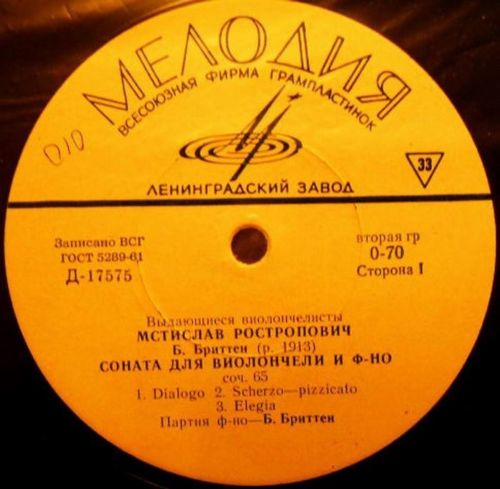 МЕЛОДИЯ
ВСЕСОЮЗНАЯ ФИРМА ГРАМПЛАСТИНОК
010
33
ЛЕНИНГРАДСКИЙ ЗАВОД
Записано ВСГ
ГОСТ 5289-61
Д-17575
вторая гр
0-70
Сторона I
Выдающиеся виолончелисты
МСТИСЛАВ РОСТРОПОВИЧ
Б. Бриттен (р. 1913)
СОНАТА ДЛЯ ВИОЛОНЧЕЛИ И Ф-НО
соч. 65
1. Dialogo 2. Scherzo—pizzicato
3. Elegia
Партия ф-но—Б. Бриттен